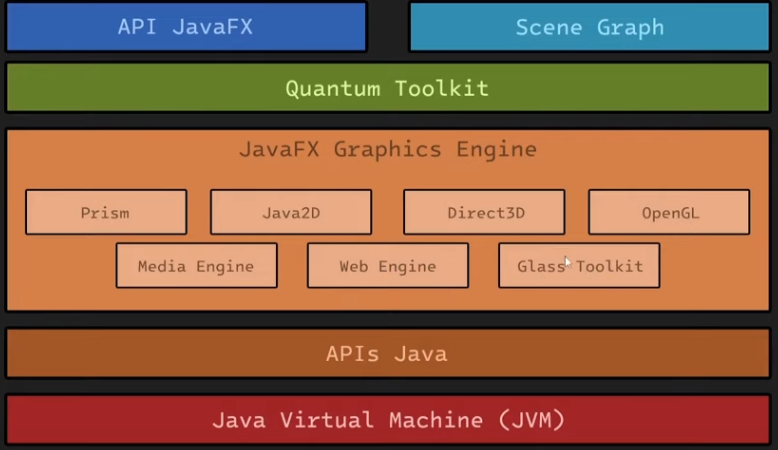 API JavaFX
Scene Graph
Quantum Toolkit
JavaFX Graphics Engine
Prism
Java2D
Direct3D
OpenGL
Media Engine
Web Engine
Glass Toolkit
APIs Java
Java Virtual Machine (JVM)